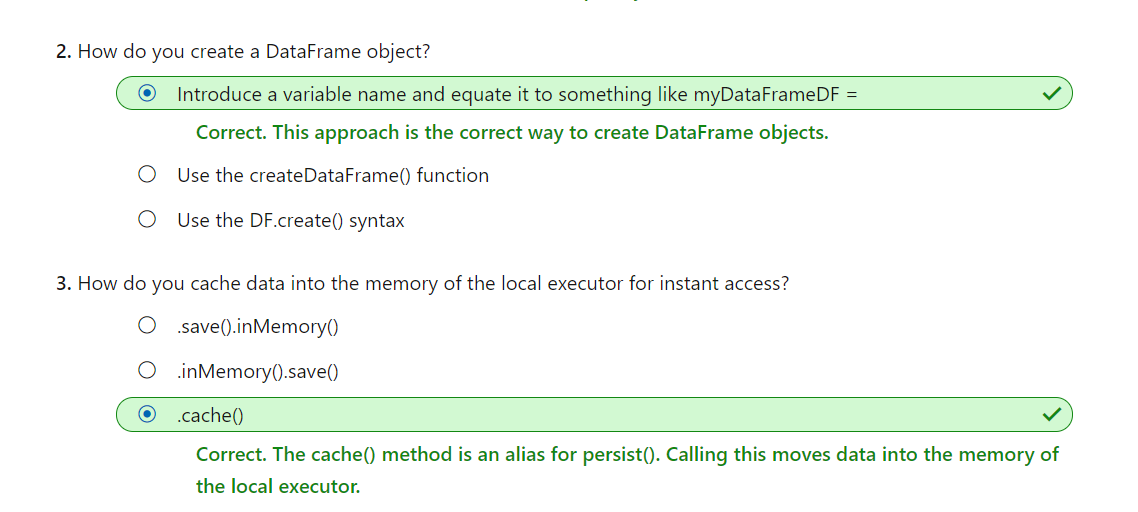 2. How do you create a DataFrame object?
Introduce a variable name and equate it to something like myDataFrameDF =
Correct. This approach is the correct way to create DataFrame objects.
Use the createDataFrame() function
Use the DF.create() syntax
3. How do you cache data into the memory of the local executor for instant access?
.save().inMemory()
.inMemory().save()
.cache()
Correct. The cache() method is an alias for persist(). Calling this moves data into the memory of
the local executor.